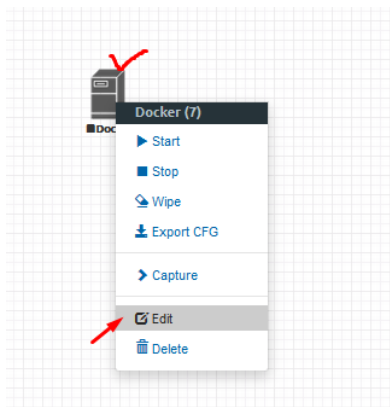 Docker (7)
Doc
Start
Stop
Wipe
Export CFG
Capture
Edit
Delete